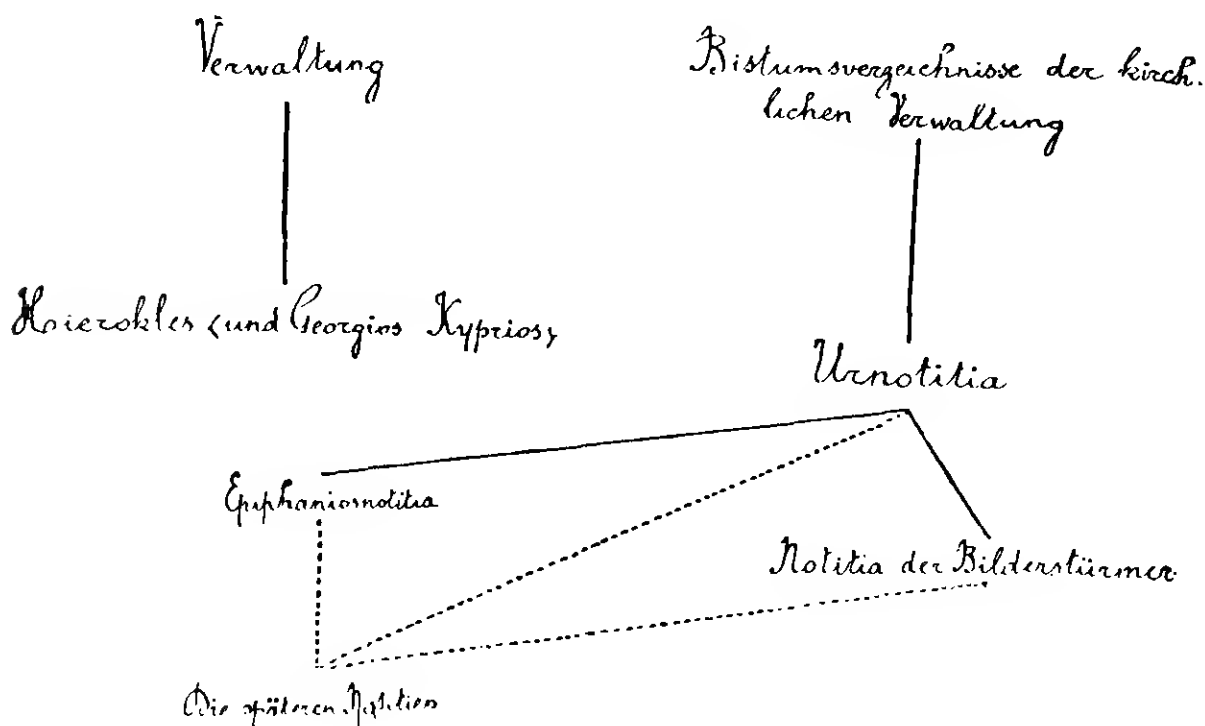 Verwaltung
Bistumsverzeichnisse der kirch-
lichen Verwaltung
Hierokles <und Georgios Kyprios>
Urnotitia
Epiphaniosnotitia
Notitia der Bilderstürmer
Die späteren Notitien